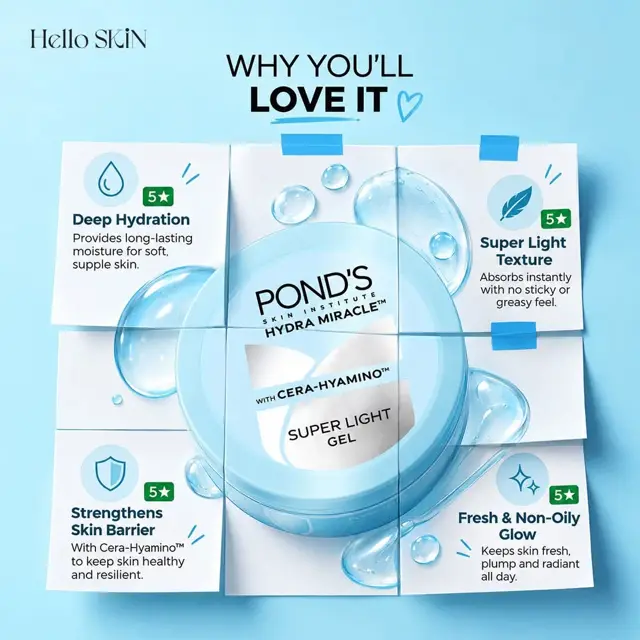 Hello SKiN
WHY YOU'LL
LOVE IT
5★
Deep Hydration
Provides long-lasting
moisture for soft,
supple skin.
5★
Super Light
Texture
Absorbs instantly
with no sticky or
greasy feel.
POND'S
SKIN INSTITUTE
HYDRA MIRACLE™
WITH CERA-HYAMINO™
SUPER LIGHT
GEL
5★
Strengthens
Skin Barrier
With Cera-Hyamino™
to keep skin healthy
and resilient.
5★
Fresh & Non-Oily
Glow
Keeps skin fresh,
plump and radiant
all day.